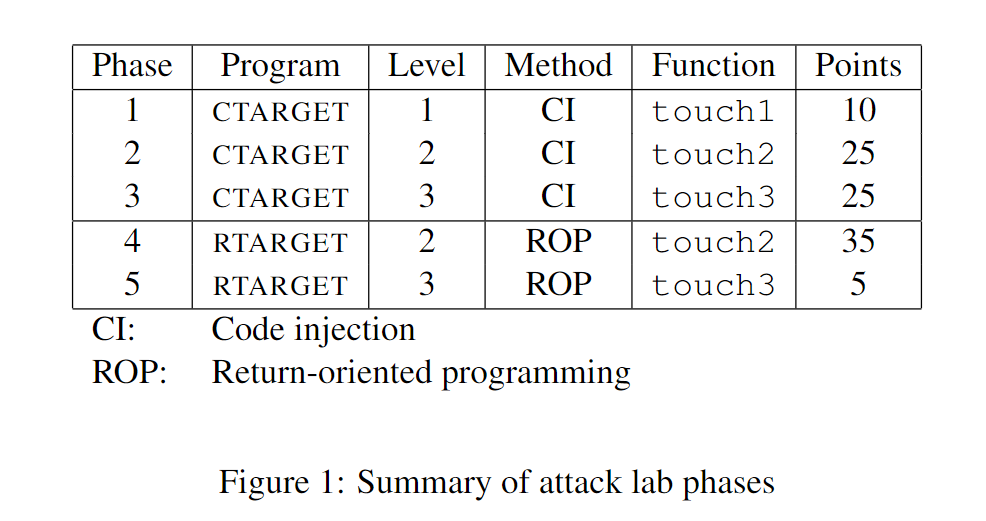 Phase Program Level Method Function Points
1 CTARGET 1 CI touch1 10
2 CTARGET 2 CI touch2 25
3 CTARGET 3 CI touch3 25
4 RTARGET 2 ROP touch2 35
5 RTARGET 3 ROP touch3 5
CI: Code injection
ROP: Return-oriented programming
Figure 1: Summary of attack lab phases